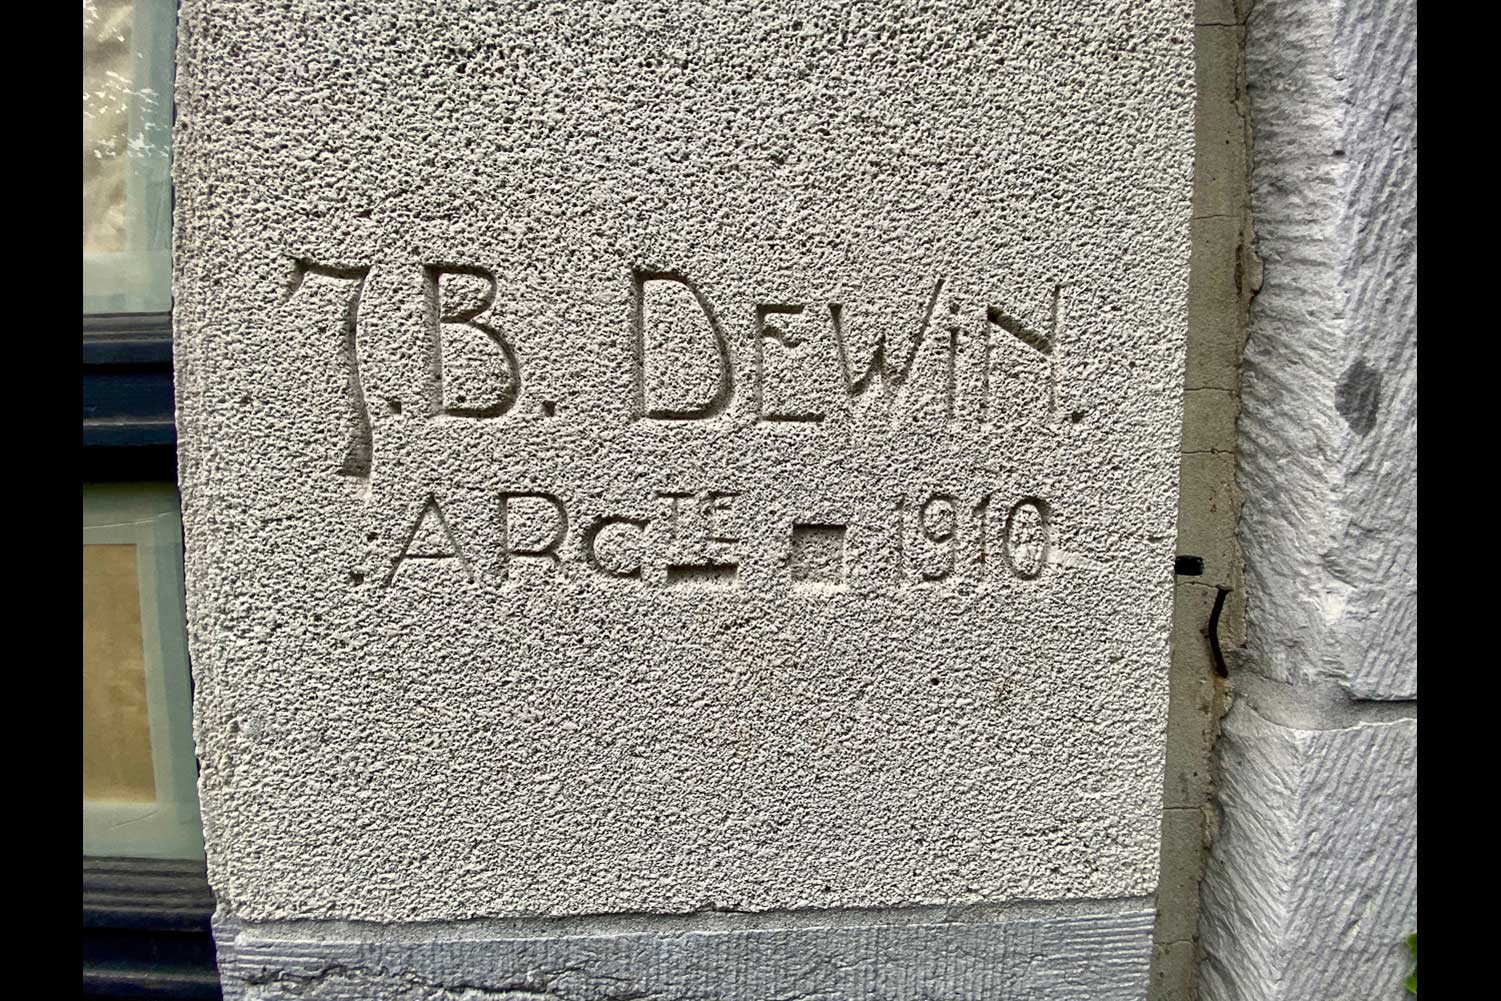 J.B. DEWiN.
:ARCTE ▪ 1910